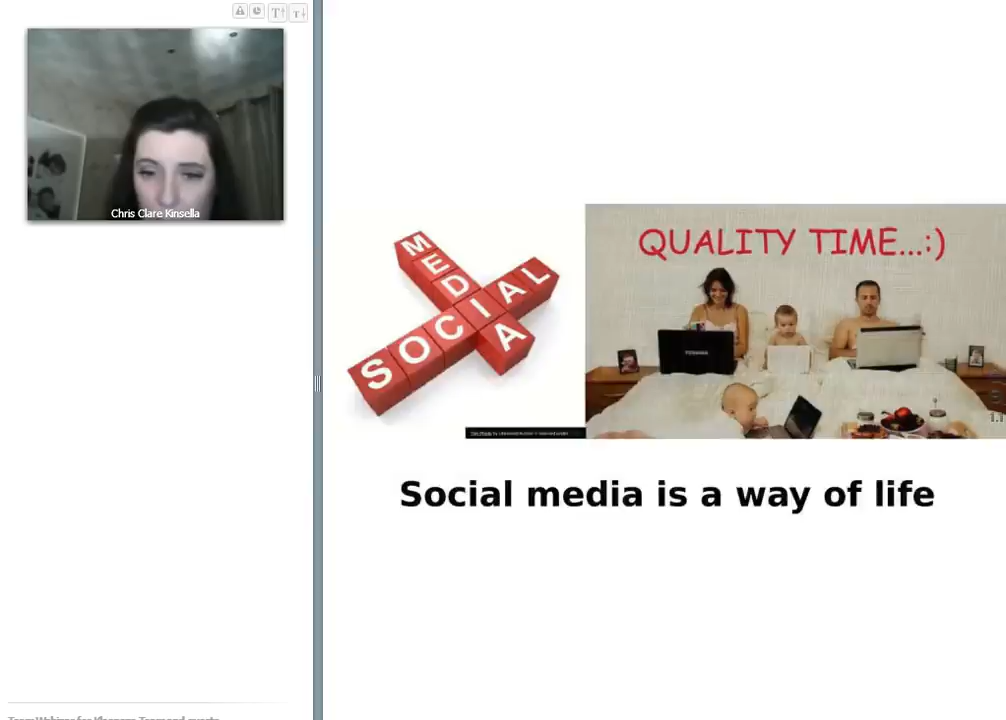 Chris Clare Kinsella
MEDIA
SOCIAL
QUALITY TIME...:)
TOSHIBA
Social media is a way of life